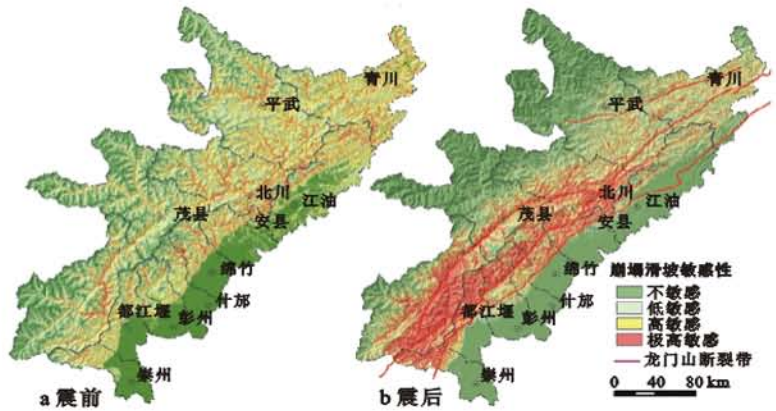 青川
平武
北川
江油
茂县
安县
绵竹
什邡
都江堰
彭州
崇州
a 震前
青川
平武
北川
江油
茂县
安县
绵竹
什邡
都江堰
彭州
崇州
b 震后
崩塌滑坡敏感性
不敏感
低敏感
高敏感
极高敏感
龙门山断裂带
0 40 80 km